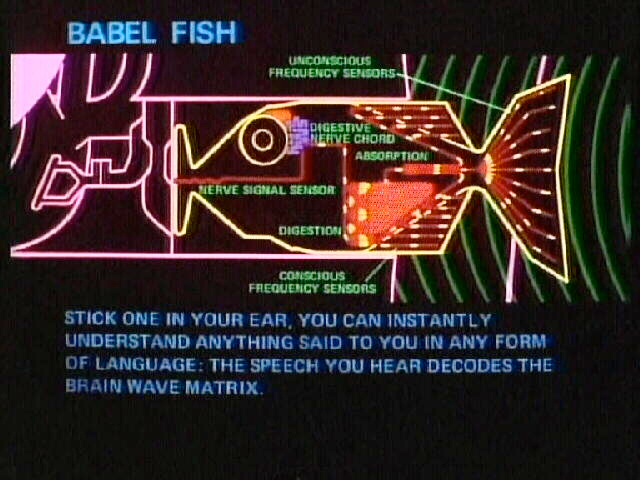 BABEL FISH
UNCONSCIOUS
FREQUENCY SENSORS
DIGESTIVE
NERVE CHORD
ABSORPTION
NERVE SIGNAL SENSOR
DIGESTION
CONSCIOUS
FREQUENCY SENSORS
STICK ONE IN YOUR EAR, YOU CAN INSTANTLY
UNDERSTAND ANYTHING SAID TO YOU IN ANY FORM
OF LANGUAGE: THE SPEECH YOU HEAR DECODES THE
BRAIN WAVE MATRIX.